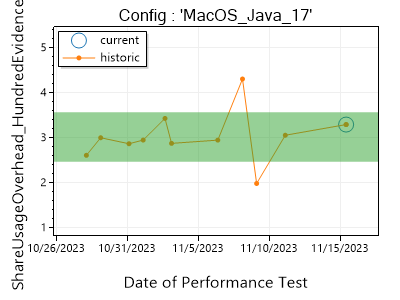 Config : 'MacOS_Java_17'
current
historic
ShareUsageOverhead_HundredEvidence
5
4
3
2
1
10/26/2023 10/31/2023 11/5/2023 11/10/2023 11/15/2023
Date of Performance Test